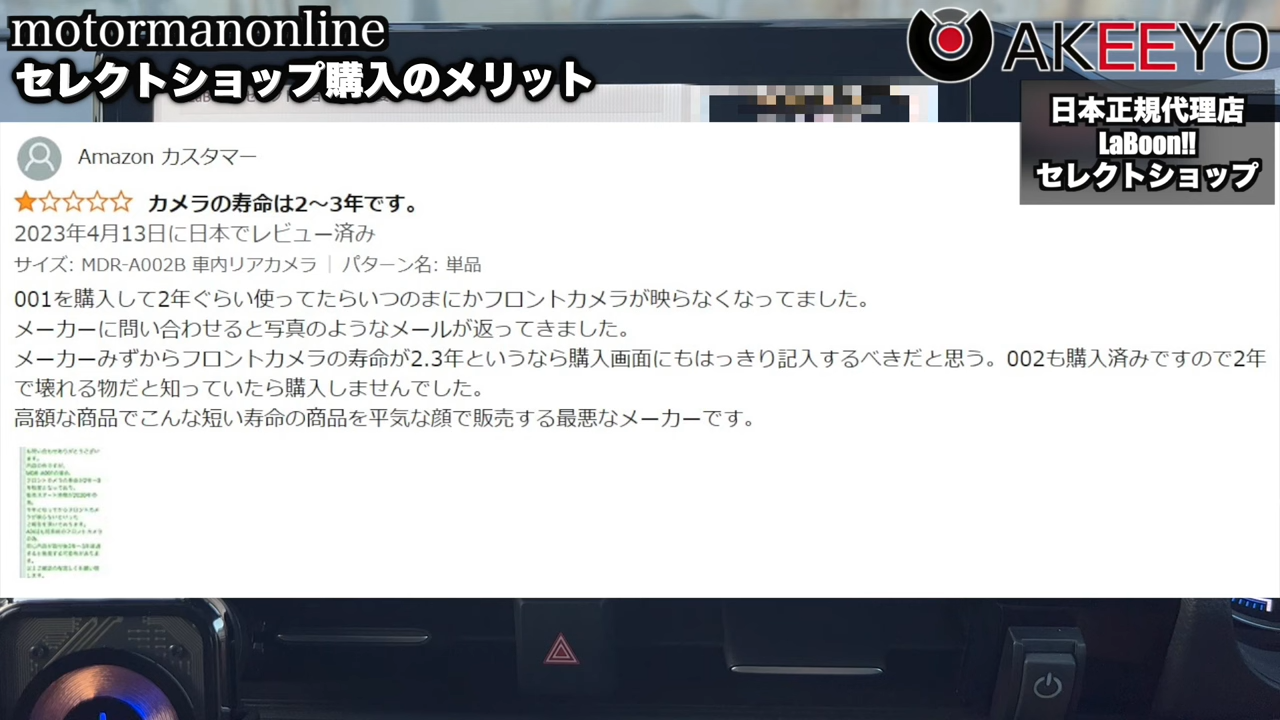 motormanonline
セレクトショップ購入のメリット
AKEEYO
日本正規代理店
LaBoon!!
セレクトショップ
Amazon カスタマー
カメラの寿命は2〜3年です。
2023年4月13日に日本でレビュー済み
サイズ: MDR-A002B 車内リアカメラ | パターン名: 単品
001を購入して2年ぐらい使ってたらいつのまにかフロントカメラが映らなくなってました。
メーカーに問い合わせると写真のようなメールが返ってきました。
メーカーみずからフロントカメラの寿命が2.3年というなら購入画面にもはっきり記入するべきだと思う。002も購入済みですので2年
で壊れる物だと知っていたら購入しませんでした。
高額な商品でこんな短い寿命の商品を平気な顔で販売する最悪なメーカーです。